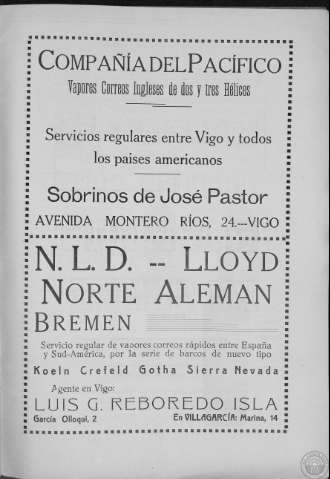 COMPAÑÍA DEL PACÍFICO
Vapores Correos Ingleses de dos y tres Hélices
Servicios regulares entre Vigo y todos
los paises americanos
Sobrinos de José Pastor
AVENIDA MONTERO RÍOS, 24.--VIGO
N. L. D. -- LLOYD
NORTE ALEMAN
BREMEN
Servicio regular de vapores correos rápidos entre España
y Sud-América, por la serie de barcos de nuevo tipo
Koeln Crefeld Gotha Sierra Nevada
Agente en Vigo:
LUIS G. REBOREDO ISLA
García Olloqui, 2 En VILLAGARCÍA: Marina, 14